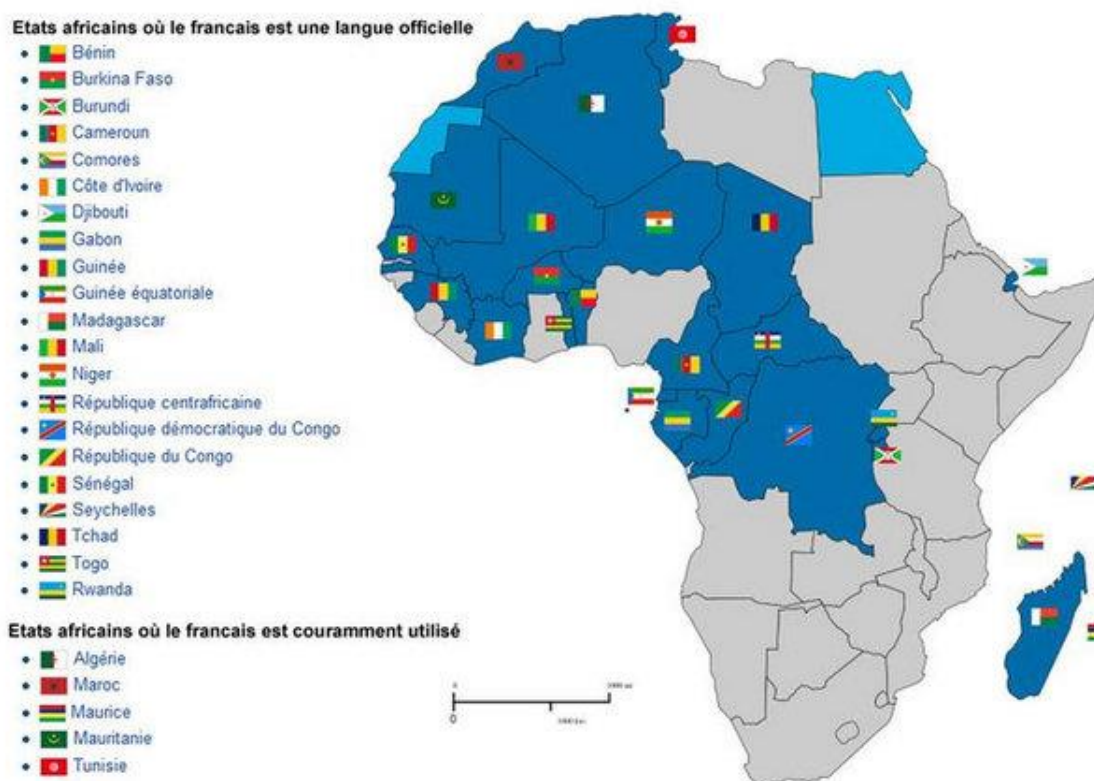 Etats africains où le francais est une langue officielle
Bénin
Burkina Faso
Burundi
Cameroun
Comores
Côte d'Ivoire
Djibouti
Gabon
Guinée
Guinée équatoriale
Madagascar
Mali
Niger
République centrafricaine
République démocratique du Congo
République du Congo
Sénégal
Seychelles
Tchad
Togo
Rwanda
Etats africains où le francais est couramment utilisé
Algérie
Maroc
Maurice
Mauritanie
Tunisie
0